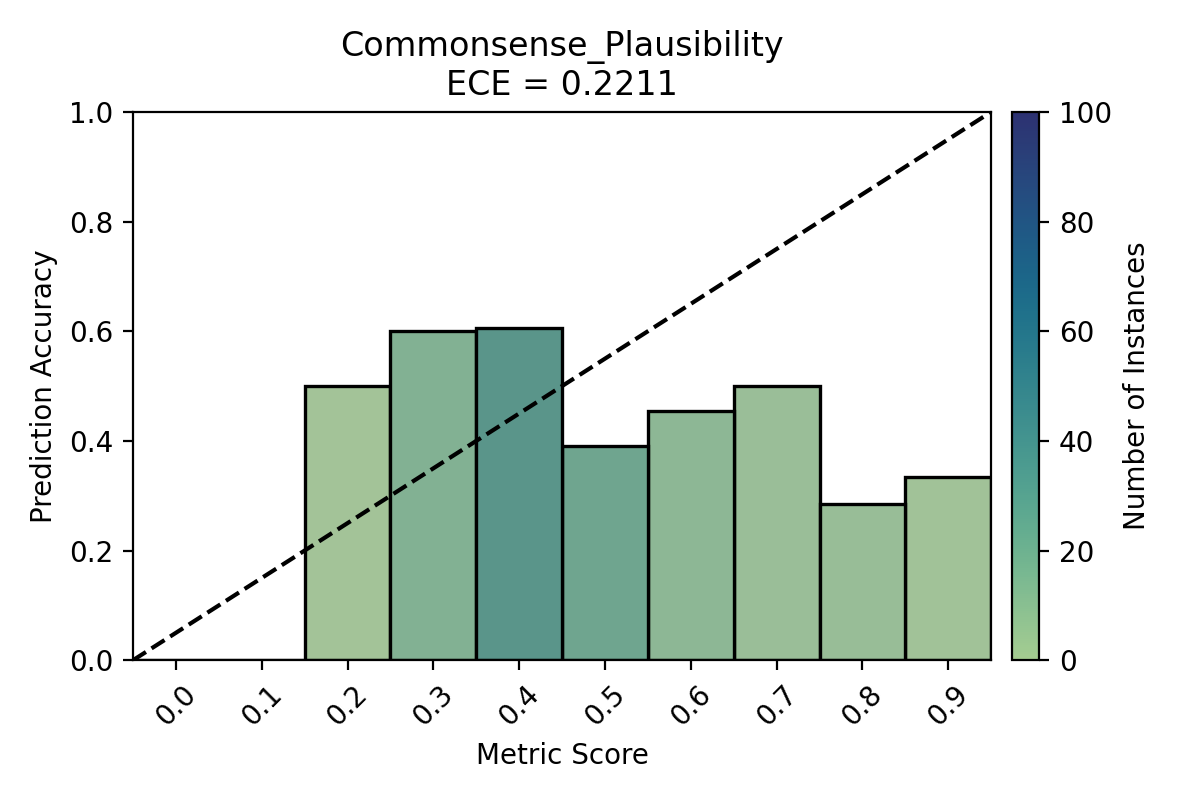 Commonsense_Plausibility
ECE = 0.2211
1.0
0.8
0.6
0.4
0.2
0.0
Prediction Accuracy
0.0 0.1 0.2 0.3 0.4 0.5 0.6 0.7 0.8 0.9
Metric Score
100
80
60
40
20
0
Number of Instances